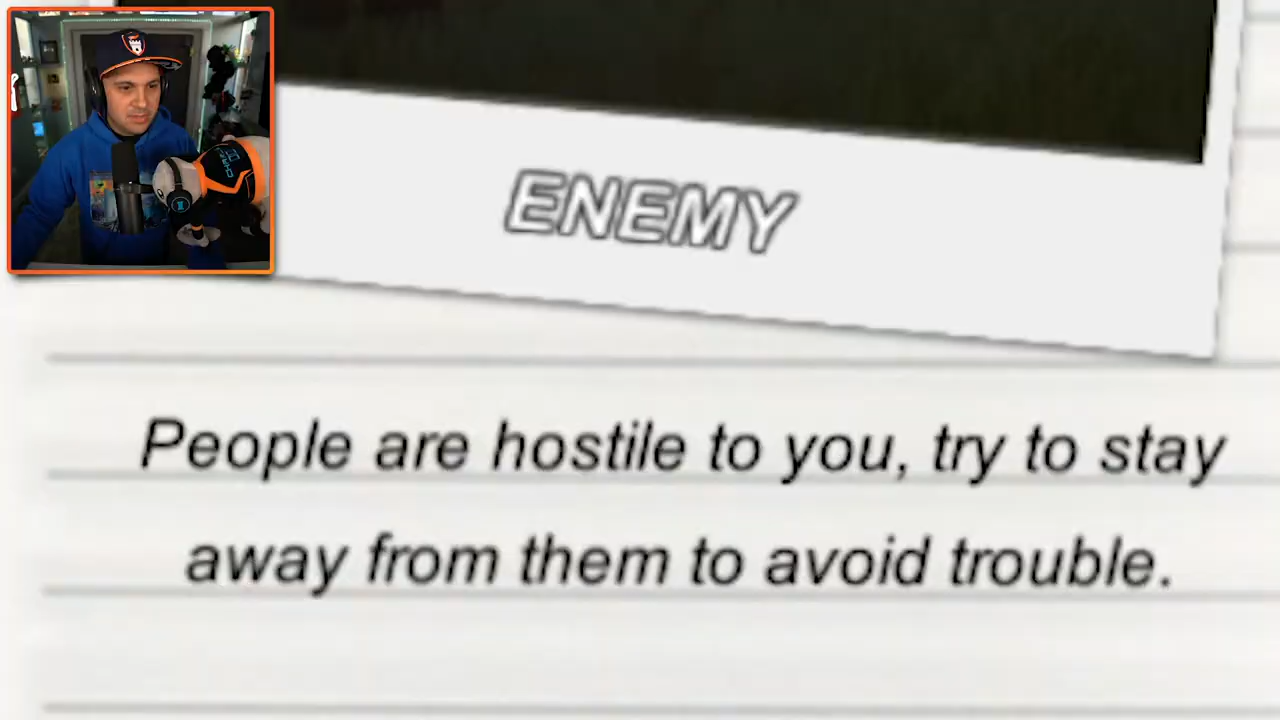 ENEMY
People are hostile to you, try to stay
away from them to avoid trouble.